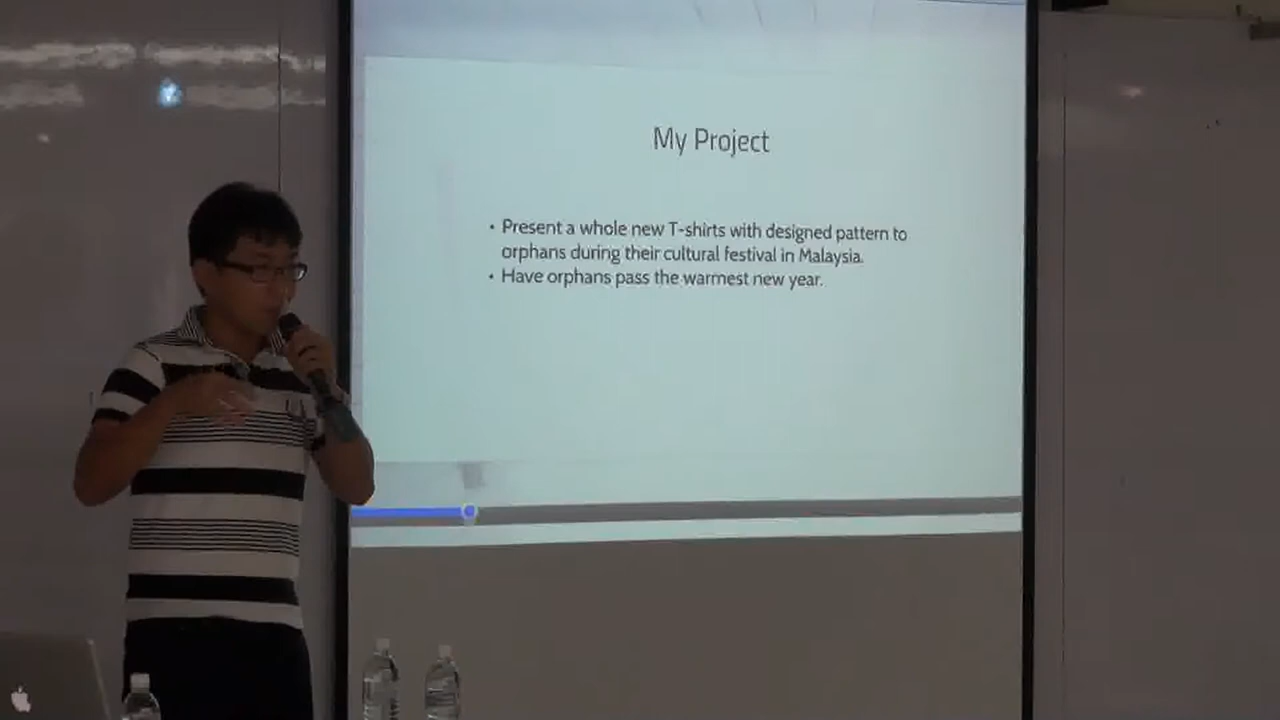 My Project
• Present a whole new T-shirts with designed pattern to
orphans during their cultural festival in Malaysia.
• Have orphans pass the warmest new year.